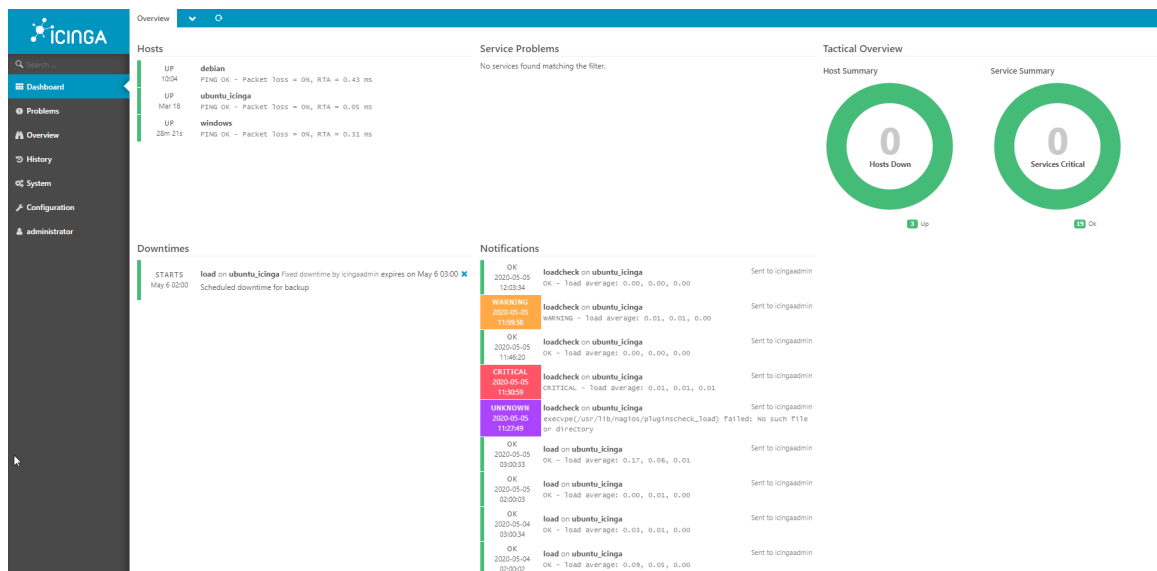 ICINGA
Search ...
Dashboard
Problems
Overview
History
System
Configuration
administrator
Overview
Hosts
UP debian
10:04 PING OK - Packet loss = 0%, RTA = 0.43 ms
UP ubuntu_icinga
Mar 18 PING OK - Packet loss = 0%, RTA = 0.05 ms
UP windows
28m 21s PING OK - Packet loss = 0%, RTA = 0.31 ms
Service Problems
No services found matching the filter.
Tactical Overview
Host Summary
0
Hosts Down
3 Up
Service Summary
0
Services Critical
19 Ok
Downtimes
STARTS load on ubuntu_icinga Fixed downtime by icingaadmin expires on May 6 03:00
May 6 02:00 Scheduled downtime for backup
Notifications
OK
2020-05-05
12:03:34
loadcheck on ubuntu_icinga Sent to icingaadmin
OK - load average: 0.00, 0.00, 0.00
WARNING
2020-05-05
11:59:38
loadcheck on ubuntu_icinga Sent to icingaadmin
WARNING - load average: 0.01, 0.01, 0.00
OK
2020-05-05
11:46:20
loadcheck on ubuntu_icinga Sent to icingaadmin
OK - load average: 0.00, 0.00, 0.00
CRITICAL
2020-05-05
11:30:59
loadcheck on ubuntu_icinga Sent to icingaadmin
CRITICAL - load average: 0.01, 0.01, 0.01
UNKNOWN
2020-05-05
11:27:49
loadcheck on ubuntu_icinga Sent to icingaadmin
execvpe(/usr/lib/nagios/pluginscheck_load) failed: No such file
or directory
OK
2020-05-05
03:00:33
load on ubuntu_icinga Sent to icingaadmin
OK - load average: 0.17, 0.06, 0.01
OK
2020-05-05
02:00:03
load on ubuntu_icinga Sent to icingaadmin
OK - load average: 0.00, 0.01, 0.00
OK
2020-05-04
03:00:34
load on ubuntu_icinga Sent to icingaadmin
OK - load average: 0.03, 0.01, 0.00
OK
2020-05-04
02:00:02
load on ubuntu_icinga Sent to icingaadmin
OK - load average: 0.09, 0.05, 0.00